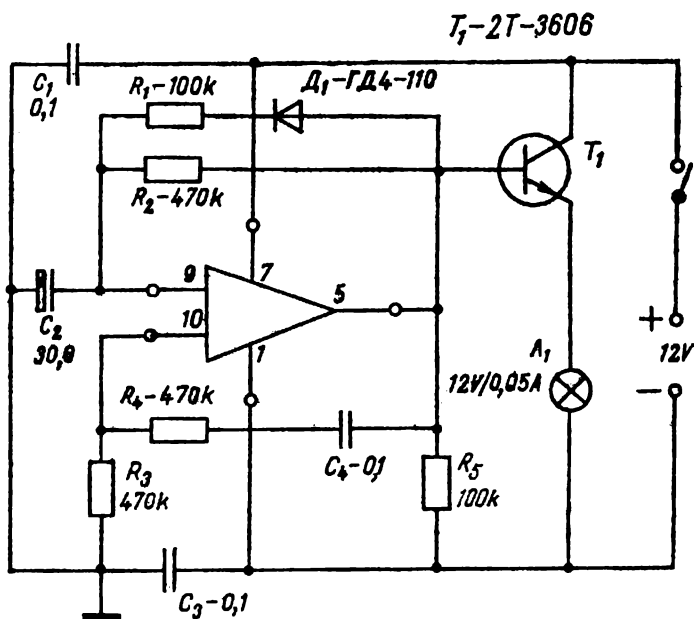 T₁-2T-3606
C₁
0,1
R₁-100k
Д₁-ГД4-110
T₁
R₂-470k
9
7
10
5
1
C₂
30,0
+
12V
−
A₁
12V/0,05A
R₄-470k
C₄-0,1
R₃
470k
R₅
100k
C₃-0,1